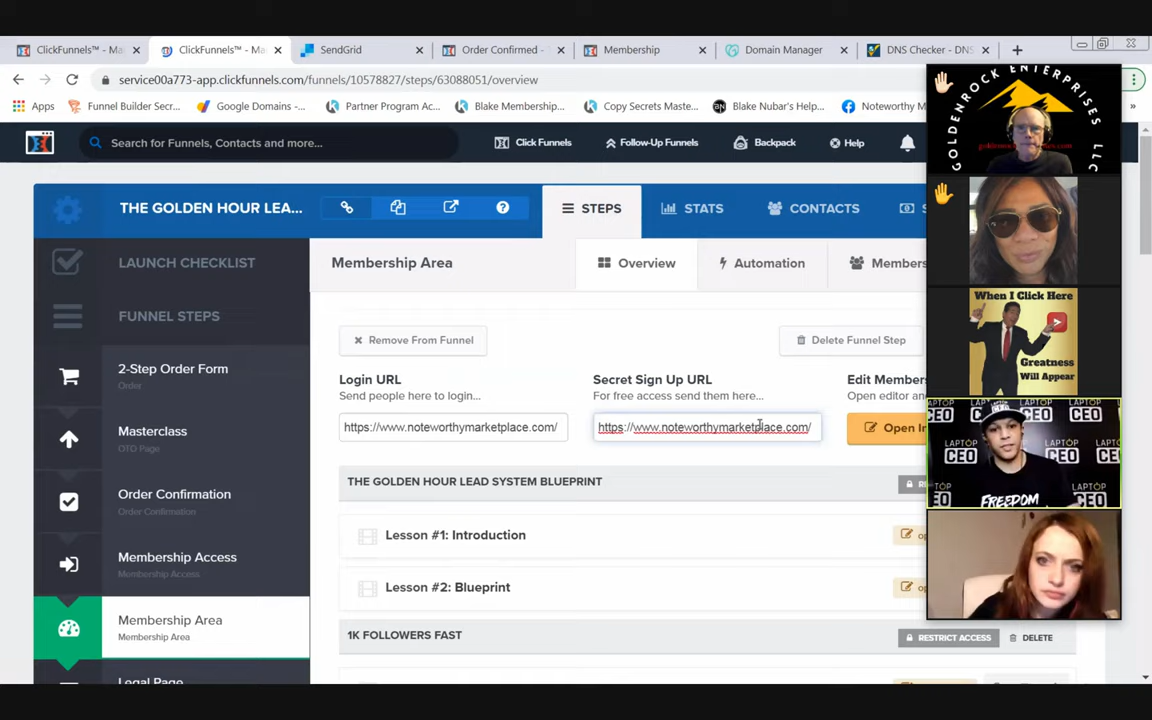 ClickFunnels™ - Ma
ClickFunnels™ - Ma
SendGrid
Order Confirmed -
Membership
Domain Manager
DNS Checker - DNS
service00a773-app.clickfunnels.com/funnels/10578827/steps/63088051/overview
Apps
Funnel Builder Secr...
Google Domains -...
Partner Program Ac...
Blake Membership...
Copy Secrets Maste...
Blake Nubar's Help...
Noteworthy M
»
Search for Funnels, Contacts and more...
Click Funnels
Follow-Up Funnels
Backpack
Help
THE GOLDEN HOUR LEA...
STEPS
STATS
CONTACTS
S
LAUNCH CHECKLIST
Membership Area
Overview
Automation
Members
FUNNEL STEPS
Remove From Funnel
Delete Funnel Step
2-Step Order Form
Order
Login URL
Send people here to login...
Secret Sign Up URL
For free access send them here...
Edit Membe
Open editor an
https://www.noteworthymarketplace.com/
https://www.noteworthymarketplace.com/
Open In
Masterclass
OTO Page
THE GOLDEN HOUR LEAD SYSTEM BLUEPRINT
Order Confirmation
Order Confirmation
Lesson #1: Introduction
Membership Access
Membership Access
Lesson #2: Blueprint
Membership Area
Membership Area
1K FOLLOWERS FAST
RESTRICT ACCESS
DELETE
Legal Page
GOLDENROCK ENTERPRISES LLC
When I Click Here
Greatness
Will Appear
LAPTOP
CEO
LAPTOP
CEO
FREEDOM